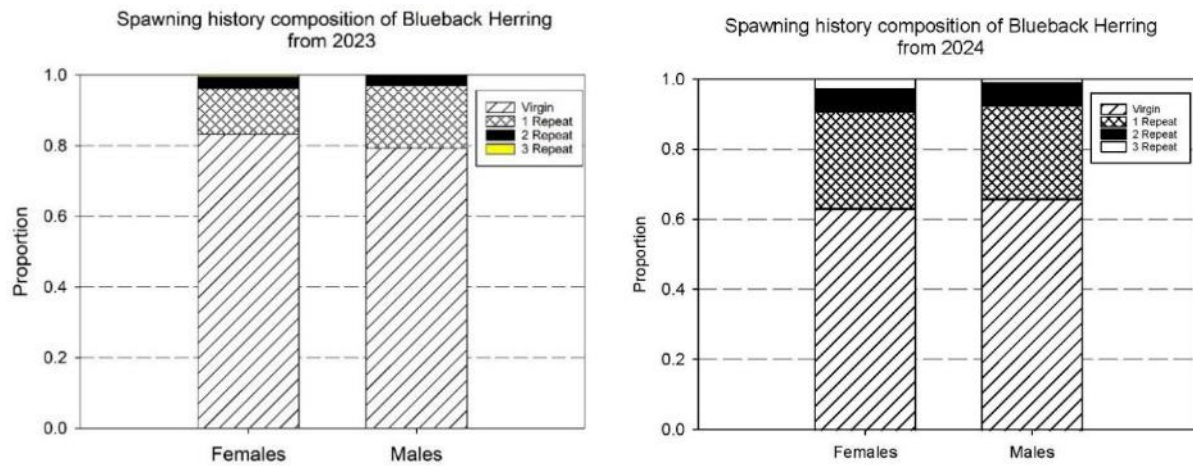 Spawning history composition of Blueback Herring
from 2023
1.0
0.8
0.6
0.4
0.2
0.0
Proportion
Virgin
1 Repeat
2 Repeat
3 Repeat
Females
Males
Spawning history composition of Blueback Herring
from 2024
1.0
0.8
0.6
0.4
0.2
0.0
Proportion
Virgin
1 Repeat
2 Repeat
3 Repeat
Females
Males